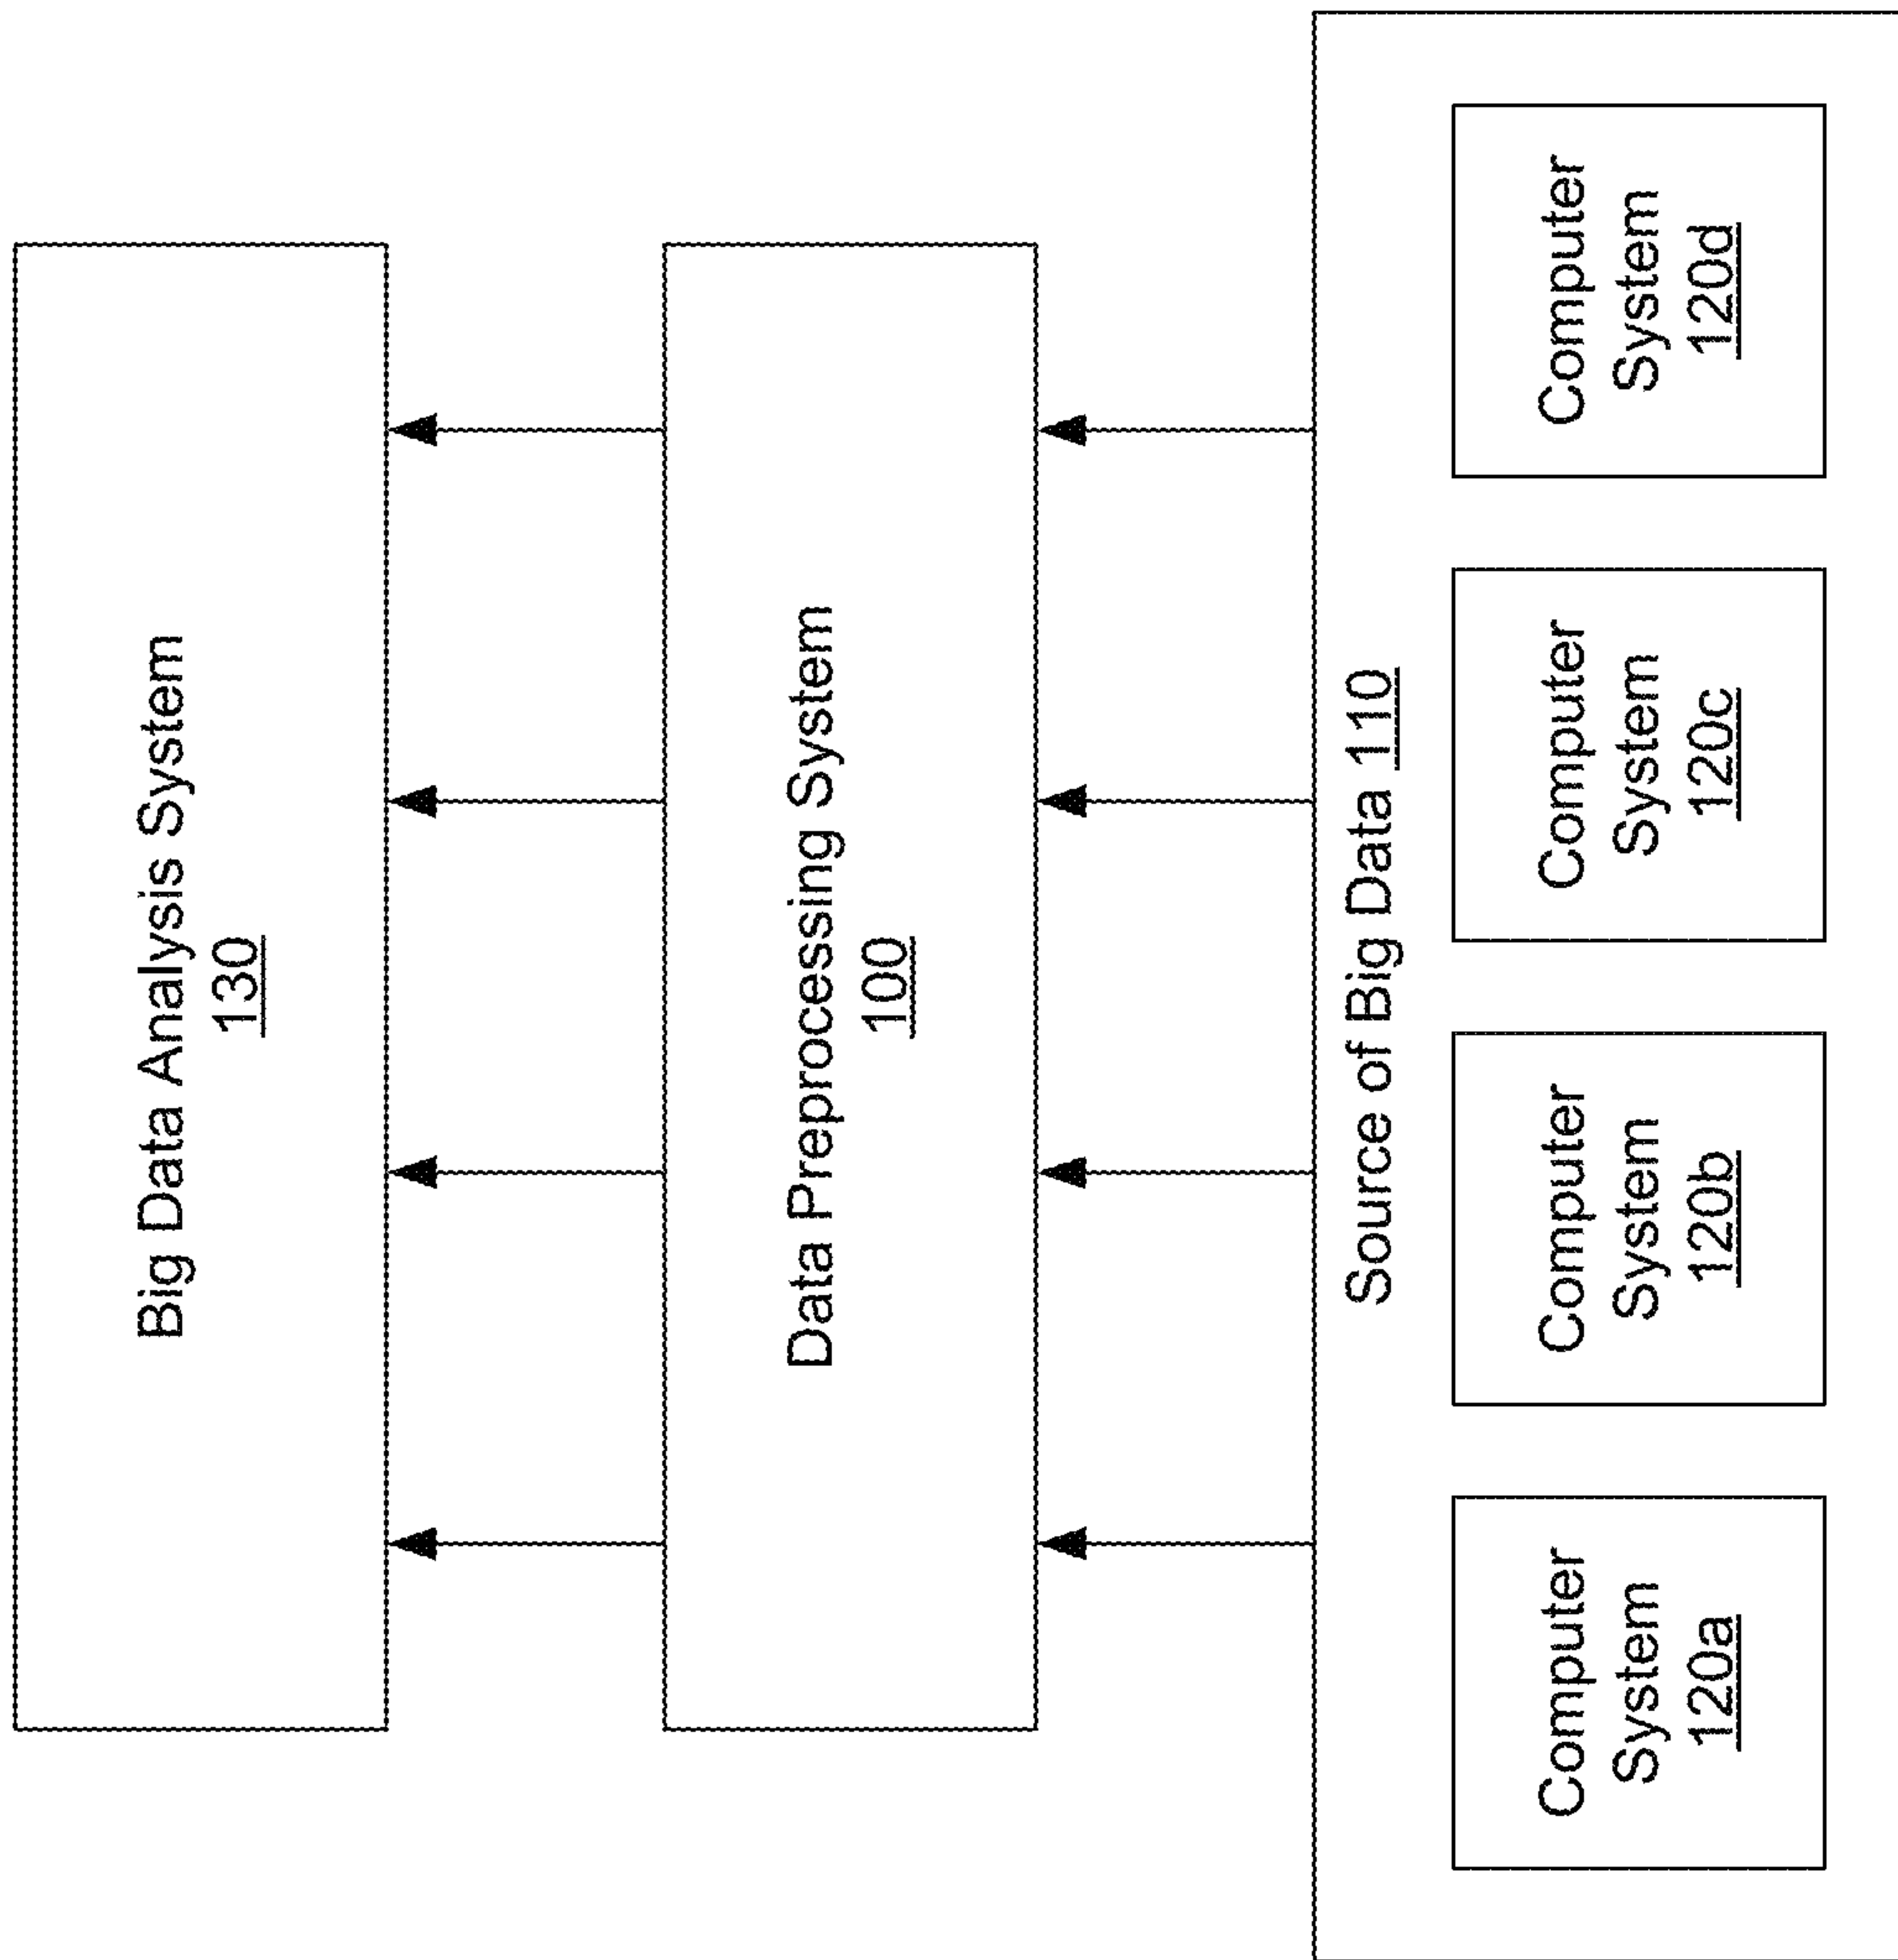 Big Data Analysis System
130
Data Preprocessing System
100
Source of Big Data 110
Computer
System
120a
Computer
System
120b
Computer
System
120c
Computer
System
120d